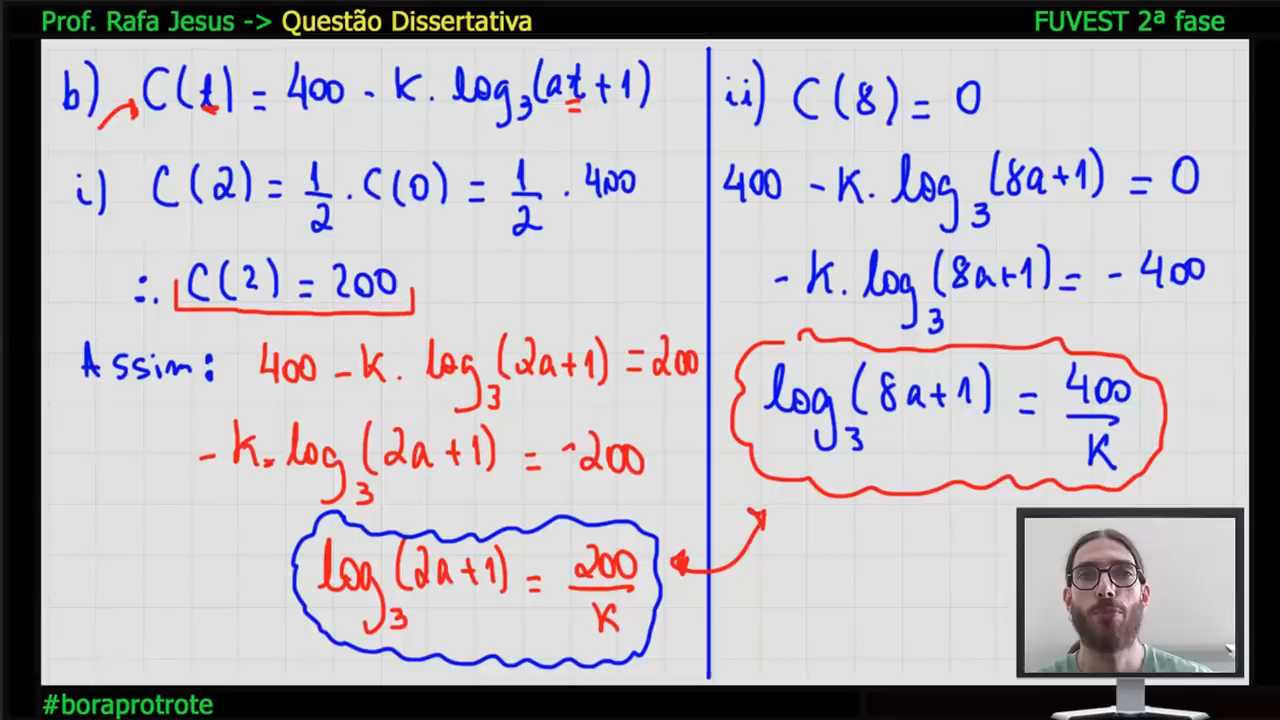 Prof. Rafa Jesus -> Questão Dissertativa
FUVEST 2ª fase
b) C(t) = 400 - K. log₃(at+1)
i) C(2) = 1/2 . C(0) = 1/2 . 400
∴ C(2) = 200
Assim: 400 - K. log₃(2a+1) = 200
- K. log₃(2a+1) = -200
log₃(2a+1) = 200/K
ii) C(8) = 0
400 - K. log₃(8a+1) = 0
- K. log₃(8a+1) = - 400
log₃(8a+1) = 400/K
#boraprotrote